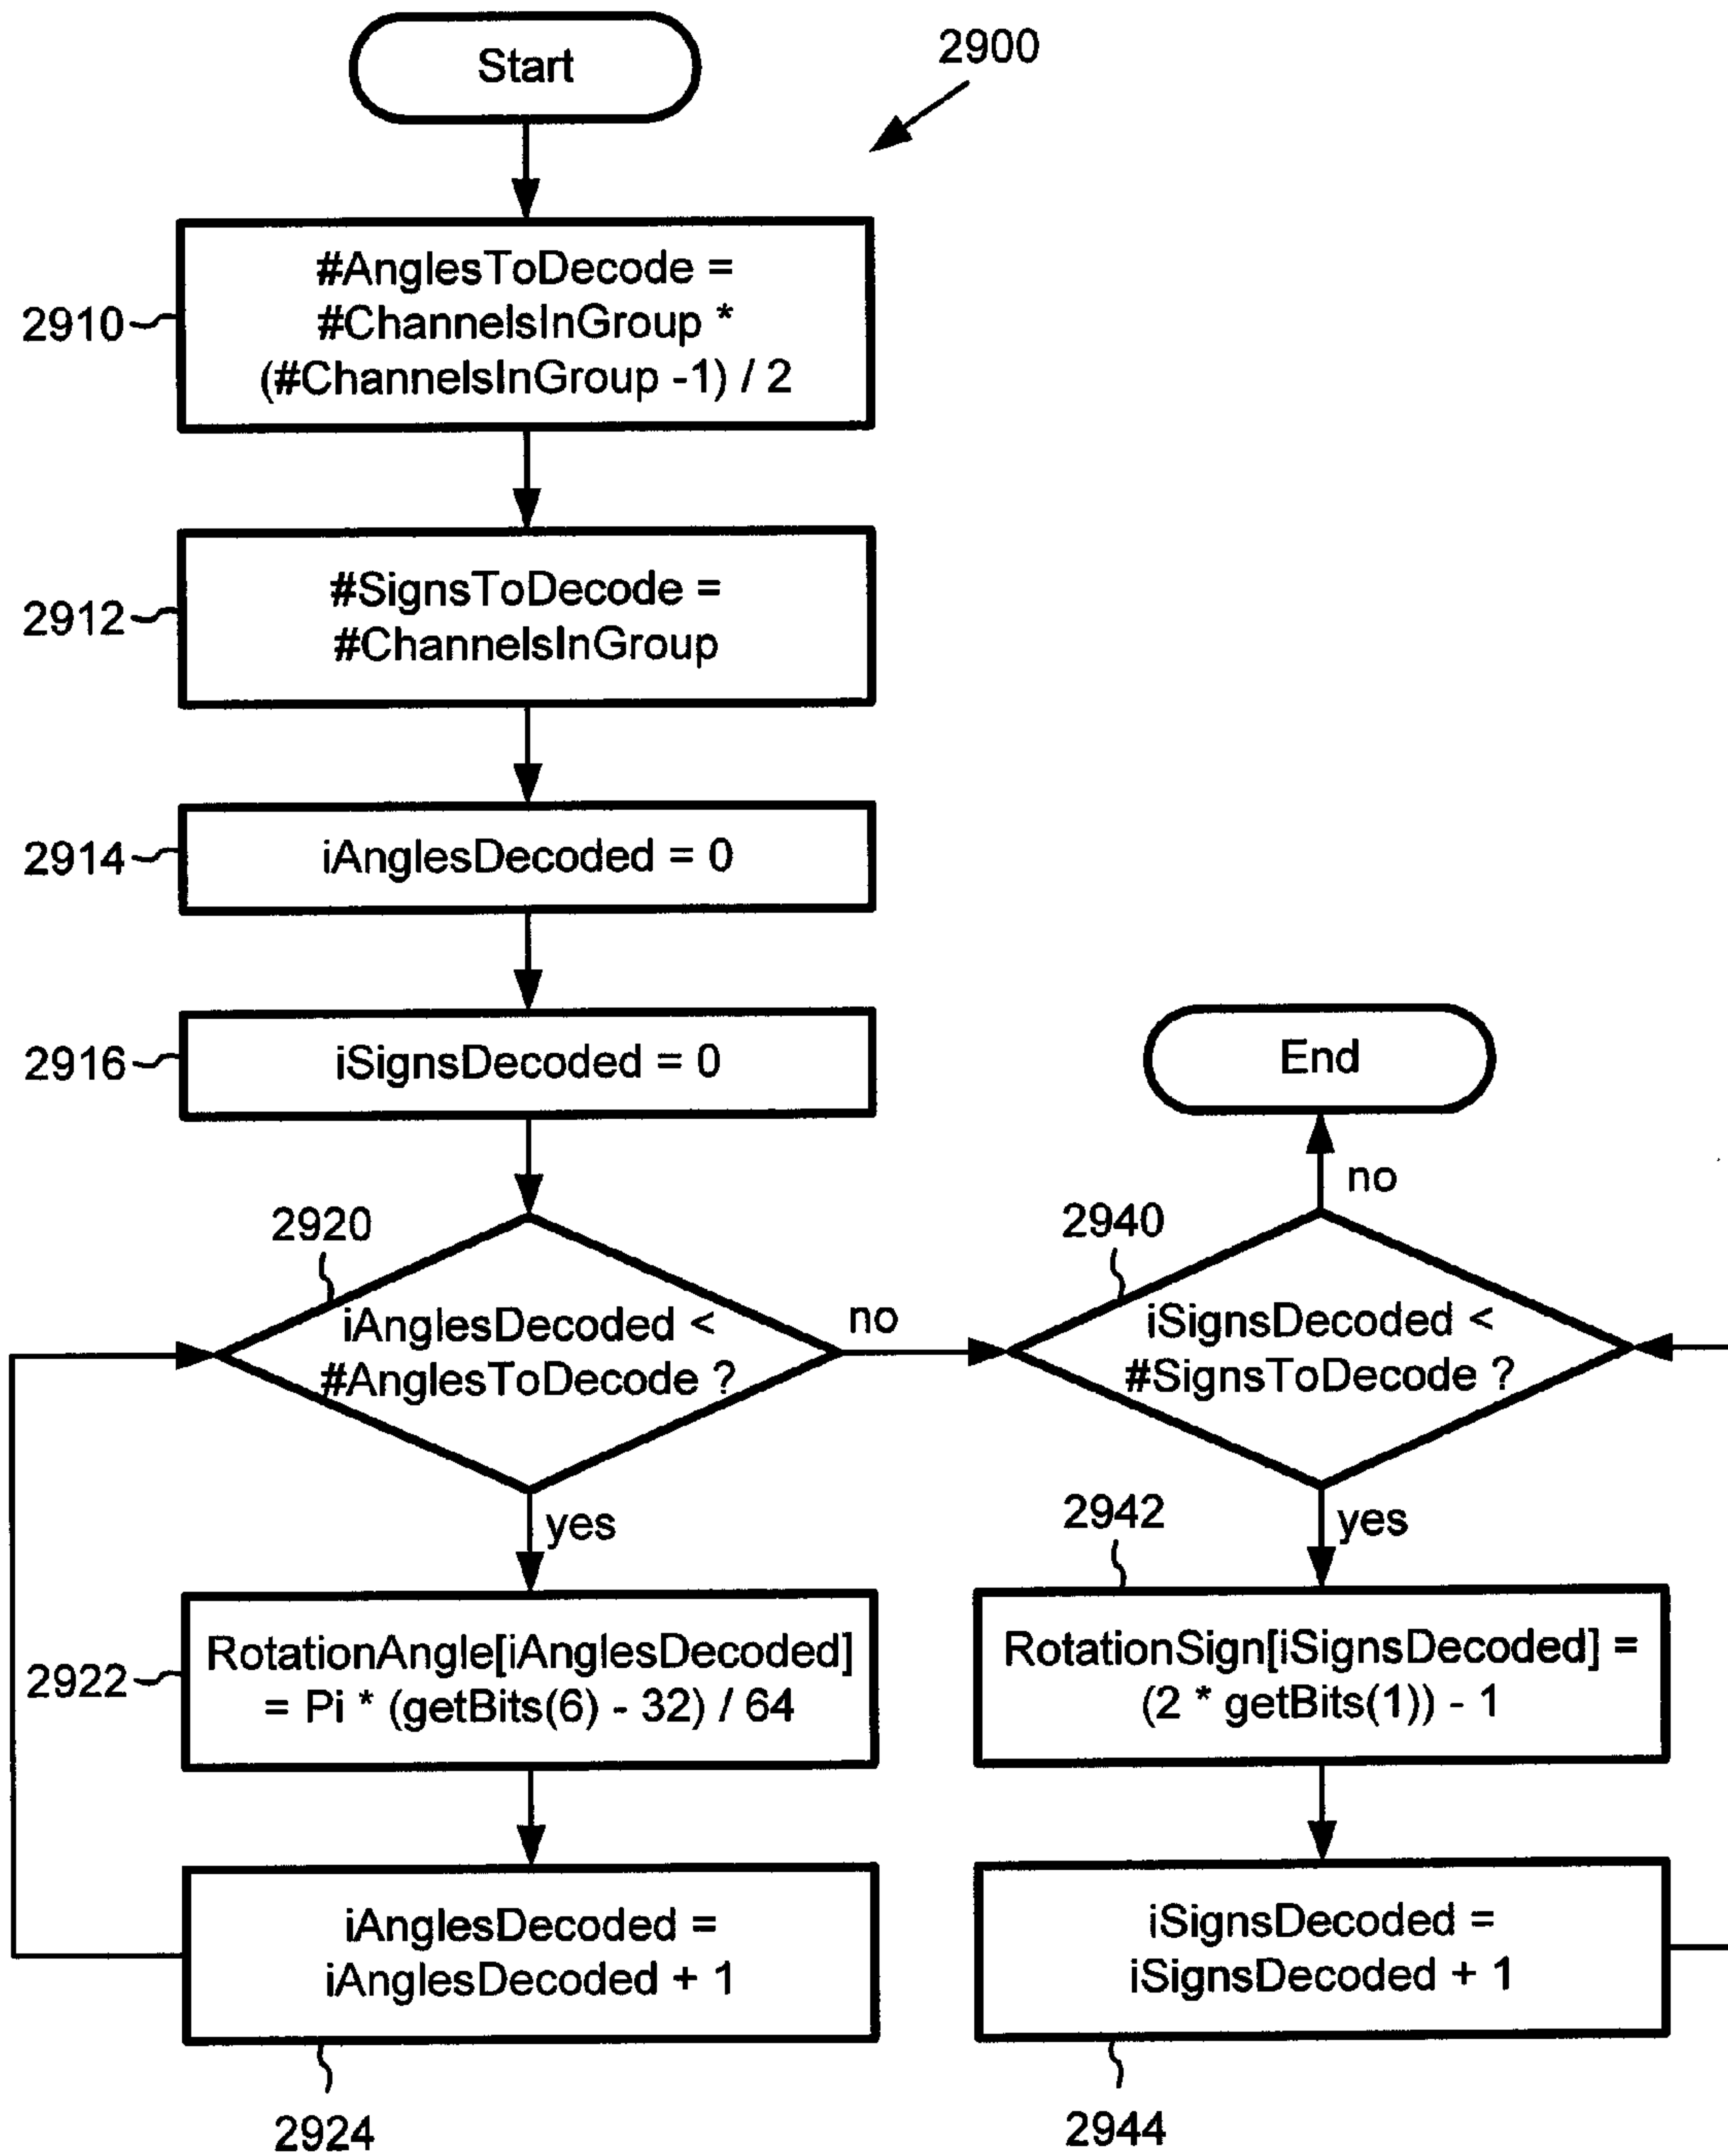 Start
2900
#AnglesToDecode =
#ChannelsInGroup *
(#ChannelsInGroup -1) / 2
2910
#SignsToDecode =
#ChannelsInGroup
2912
iAnglesDecoded = 0
2914
iSignsDecoded = 0
2916
End
no
2920
iAnglesDecoded <
#AnglesToDecode ?
no
2940
iSignsDecoded <
#SignsToDecode ?
yes
2942
yes
RotationAngle[iAnglesDecoded]
= Pi * (getBits(6) - 32) / 64
2922
RotationSign[iSignsDecoded] =
(2 * getBits(1)) - 1
iAnglesDecoded =
iAnglesDecoded + 1
2924
iSignsDecoded =
iSignsDecoded + 1
2944